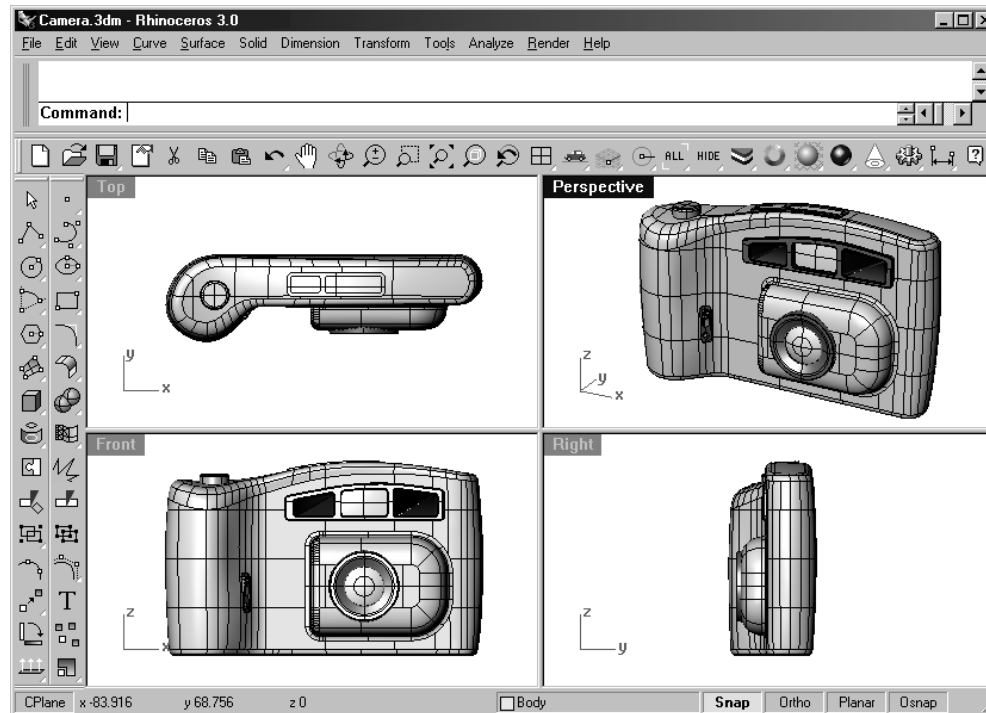 Camera.3dm - Rhinoceros 3.0
File Edit View Curve Surface Solid Dimension Transform Tools Analyze Render Help
Command:
ALL HIDE
Top
Perspective
y
x
z
y
x
Front
Right
T
z
x
z
y
CPlane x -83.916 y 68.756 z 0 Body Snap Ortho Planar Osnap